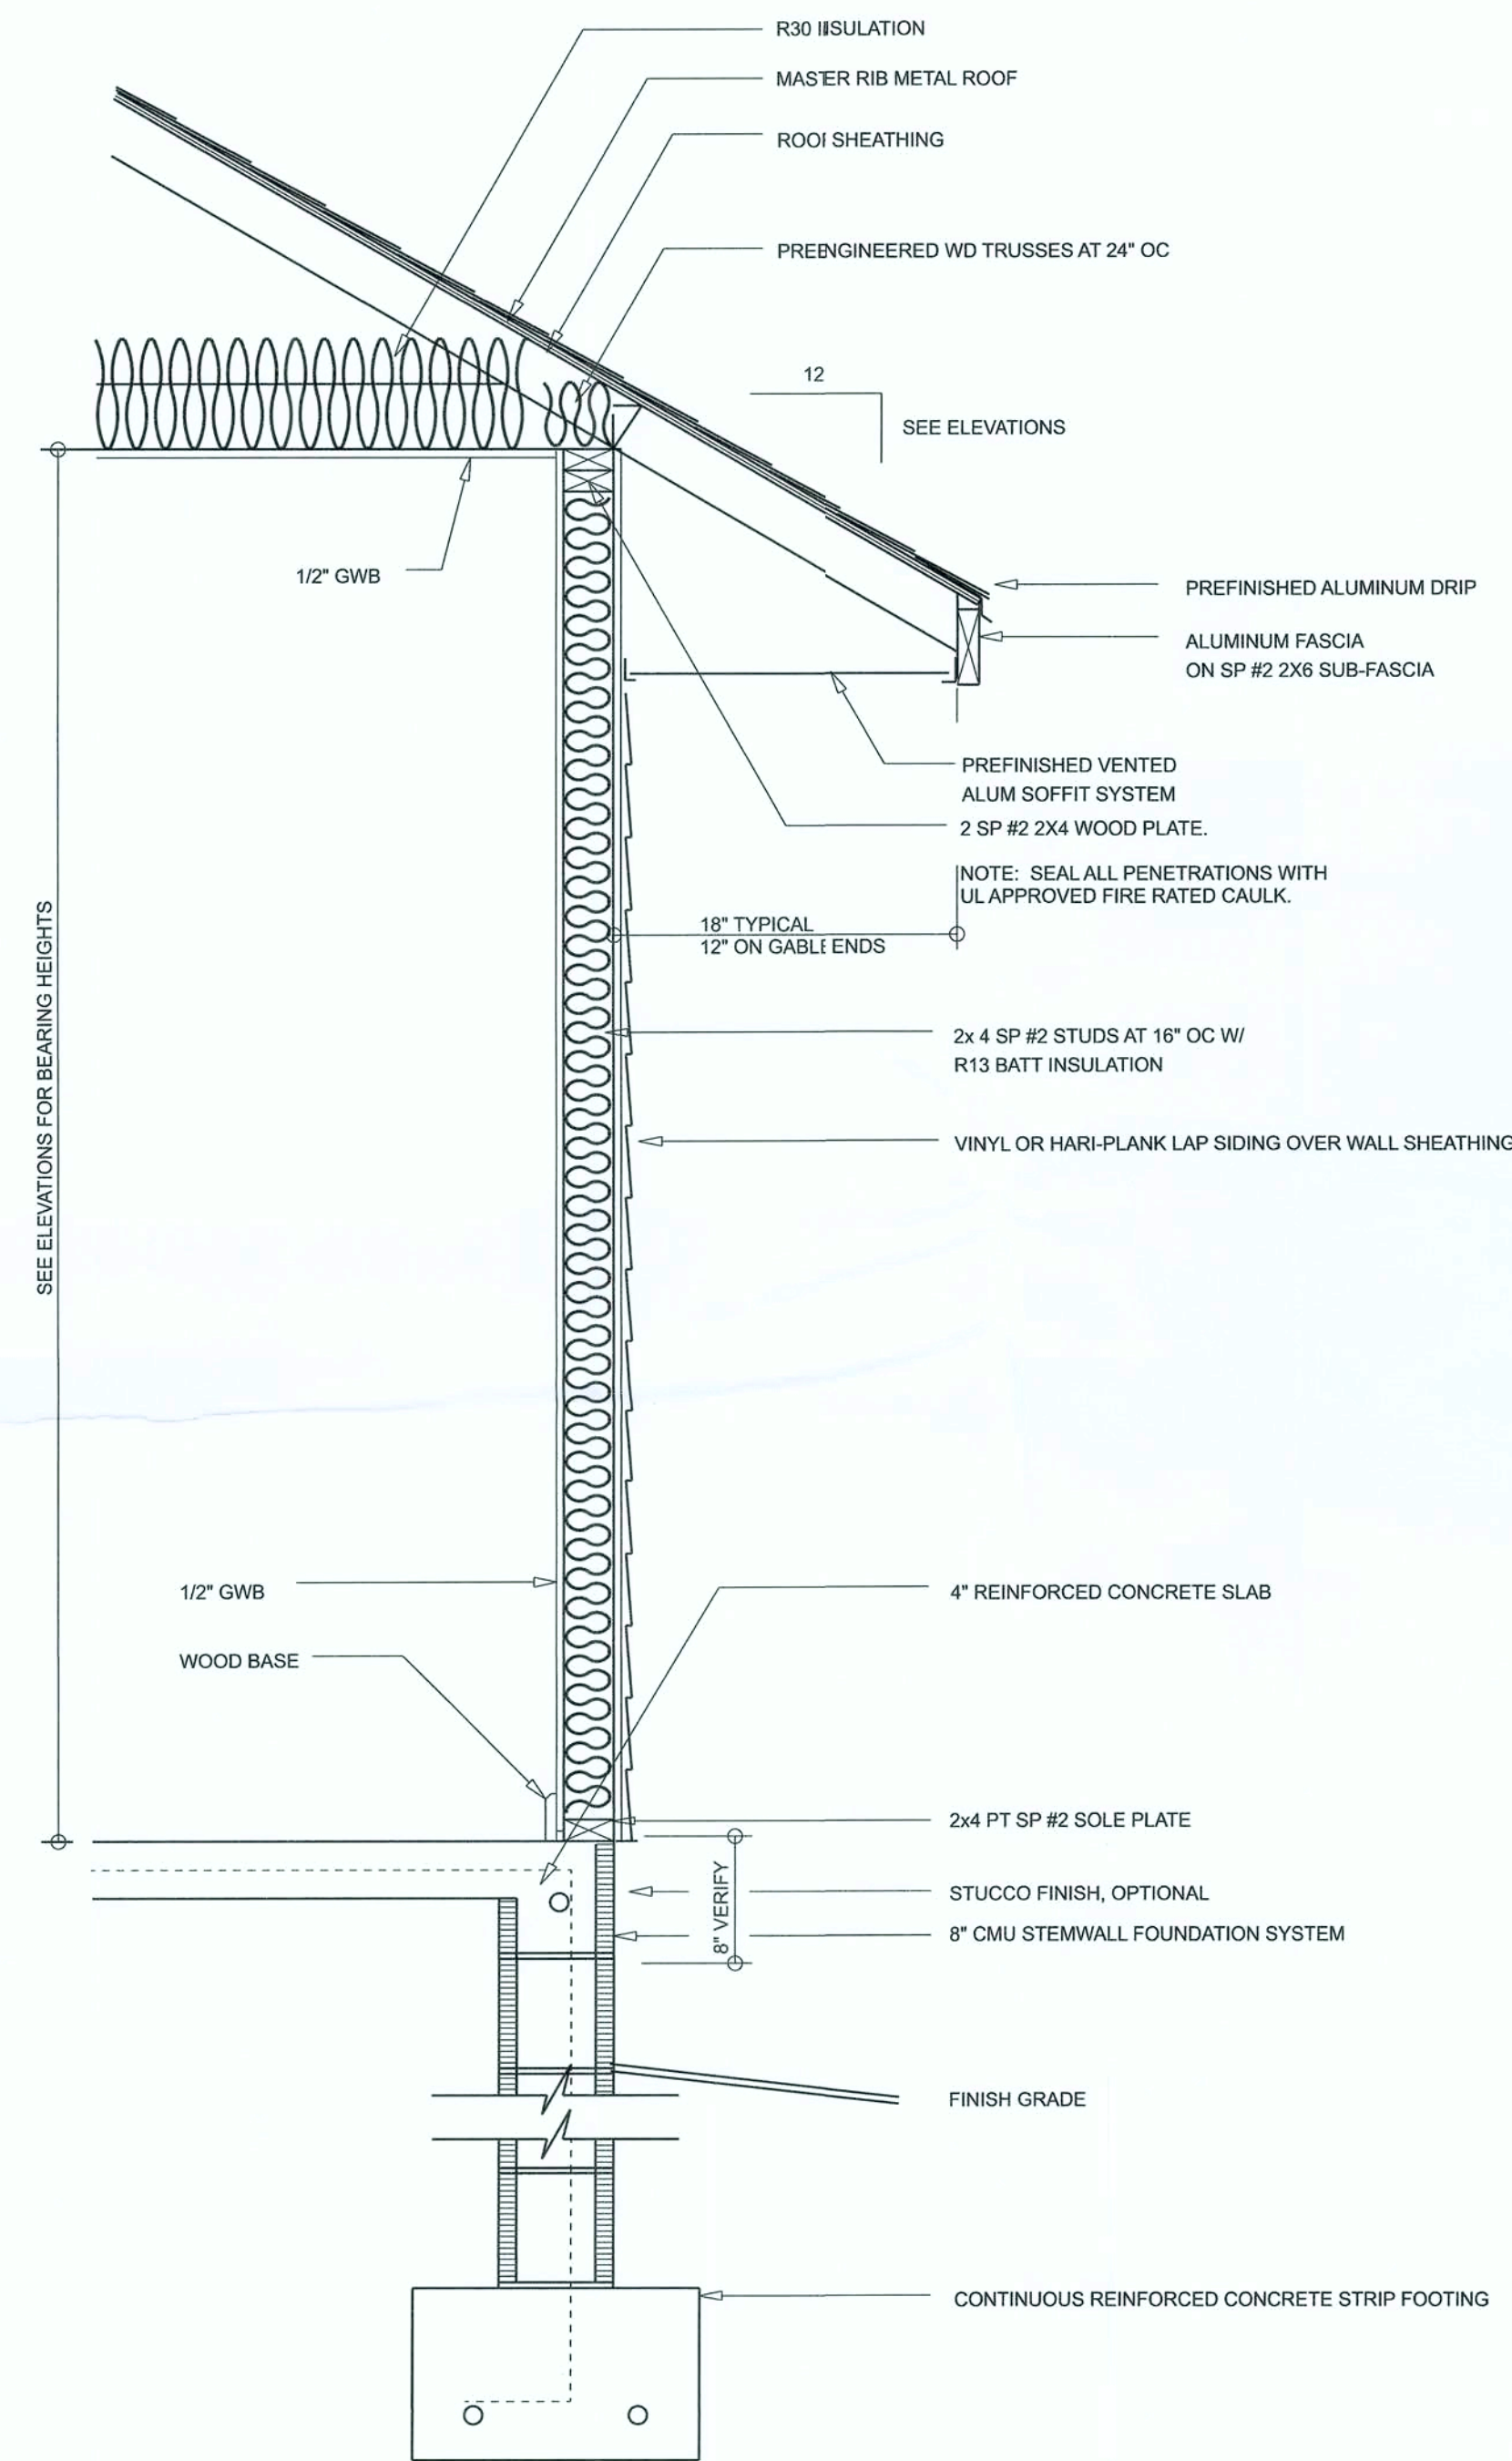 R30 INSULATION
MASTER RIB METAL ROOF
ROOF SHEATHING
PREENGINEERED WD TRUSSES AT 24" OC
12
SEE ELEVATIONS
1/2" GWB
PREFINISHED ALUMINUM DRIP
ALUMINUM FASCIA
ON SP #2 2X6 SUB-FASCIA
PREFINISHED VENTED
ALUM SOFFIT SYSTEM
2 SP #2 2X4 WOOD PLATE.
NOTE: SEAL ALL PENETRATIONS WITH
UL APPROVED FIRE RATED CAULK.
18" TYPICAL
12" ON GABLE ENDS
SEE ELEVATIONS FOR BEARING HEIGHTS
2x 4 SP #2 STUDS AT 16" OC W/
R13 BATT INSULATION
VINYL OR HARI-PLANK LAP SIDING OVER WALL SHEATHING
1/2" GWB
4" REINFORCED CONCRETE SLAB
WOOD BASE
2x4 PT SP #2 SOLE PLATE
8" VERIFY
STUCCO FINISH, OPTIONAL
8" CMU STEMWALL FOUNDATION SYSTEM
FINISH GRADE
CONTINUOUS REINFORCED CONCRETE STRIP FOOTING